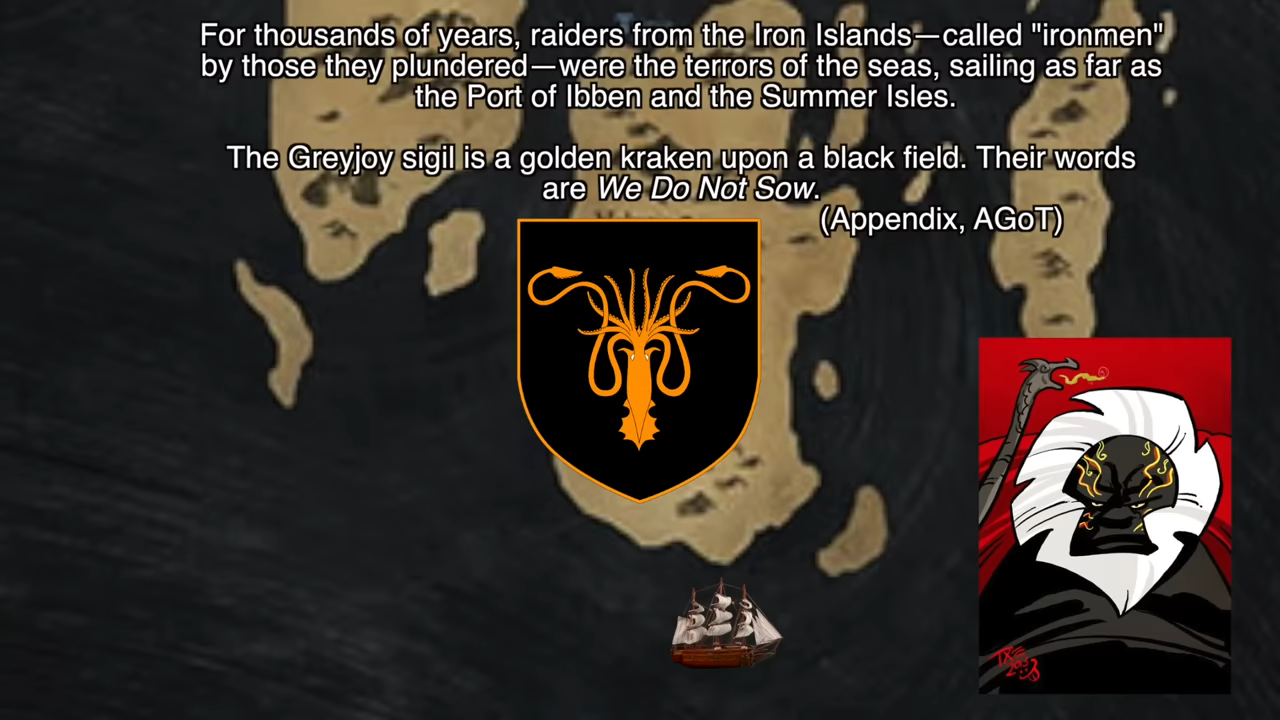 For thousands of years, raiders from the Iron Islands—called "ironmen"
by those they plundered—were the terrors of the seas, sailing as far as
the Port of Ibben and the Summer Isles.
The Greyjoy sigil is a golden kraken upon a black field. Their words
are We Do Not Sow.
(Appendix, AGoT)